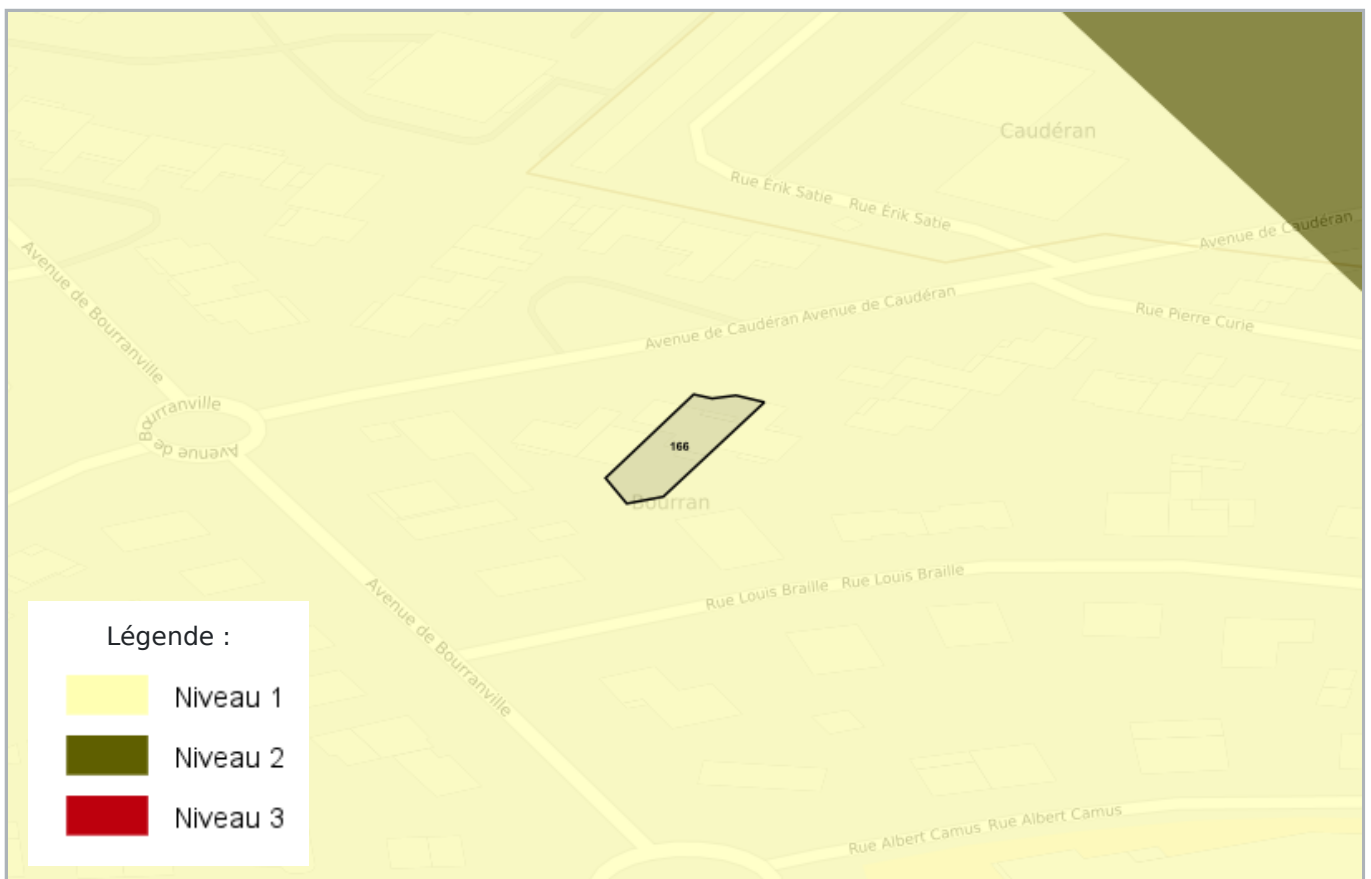 Caudéran
Rue Érik Satie
Rue Érik Satie
Avenue de Caudéran
Avenue de Bourranville
Avenue de Caudéran
Avenue de Caudéran
Rue Pierre Curie
Bourranville
Avenue de
166
Bourran
Rue Louis Braille
Rue Louis Braille
Avenue de Bourranville
Légende :
Niveau 1
Niveau 2
Niveau 3
Rue Albert Camus
Rue Albert Camus